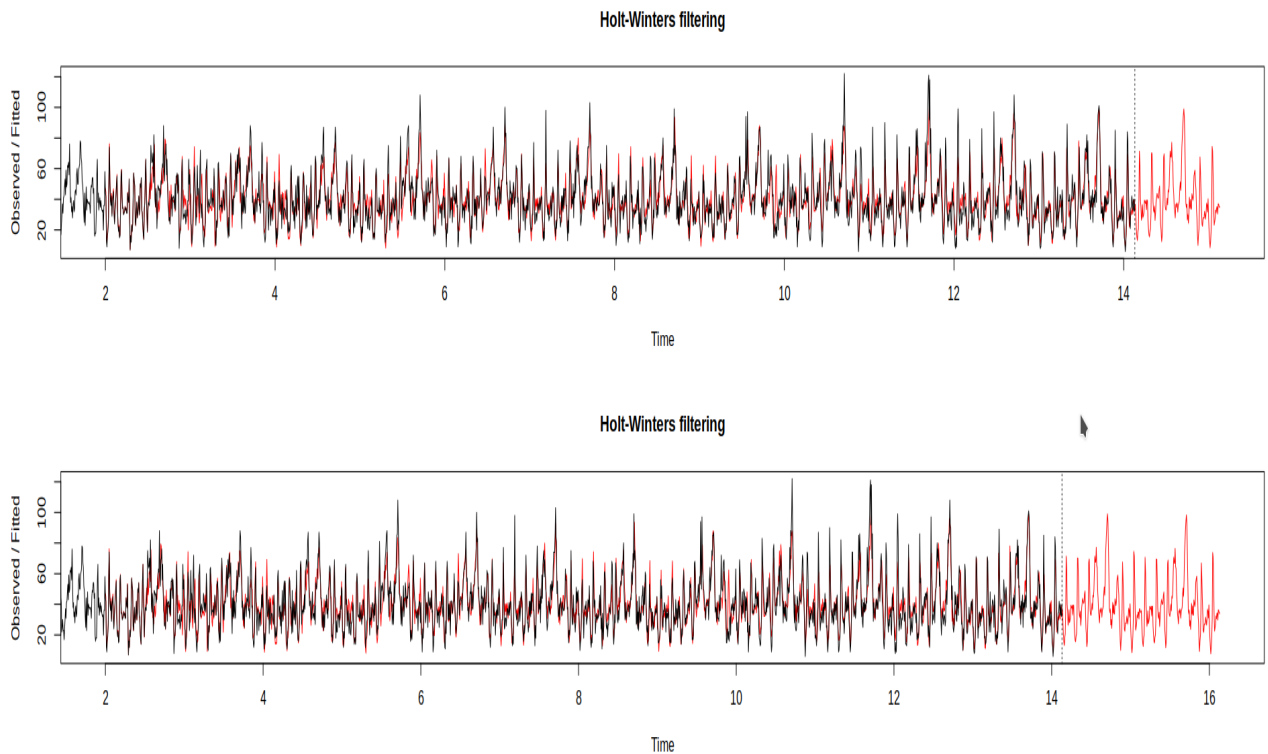 Holt-Winters filtering
Observed / Fitted
100
60
20
2 4 6 8 10 12 14
Time
Holt-Winters filtering
Observed / Fitted
100
60
20
2 4 6 8 10 12 14 16
Time